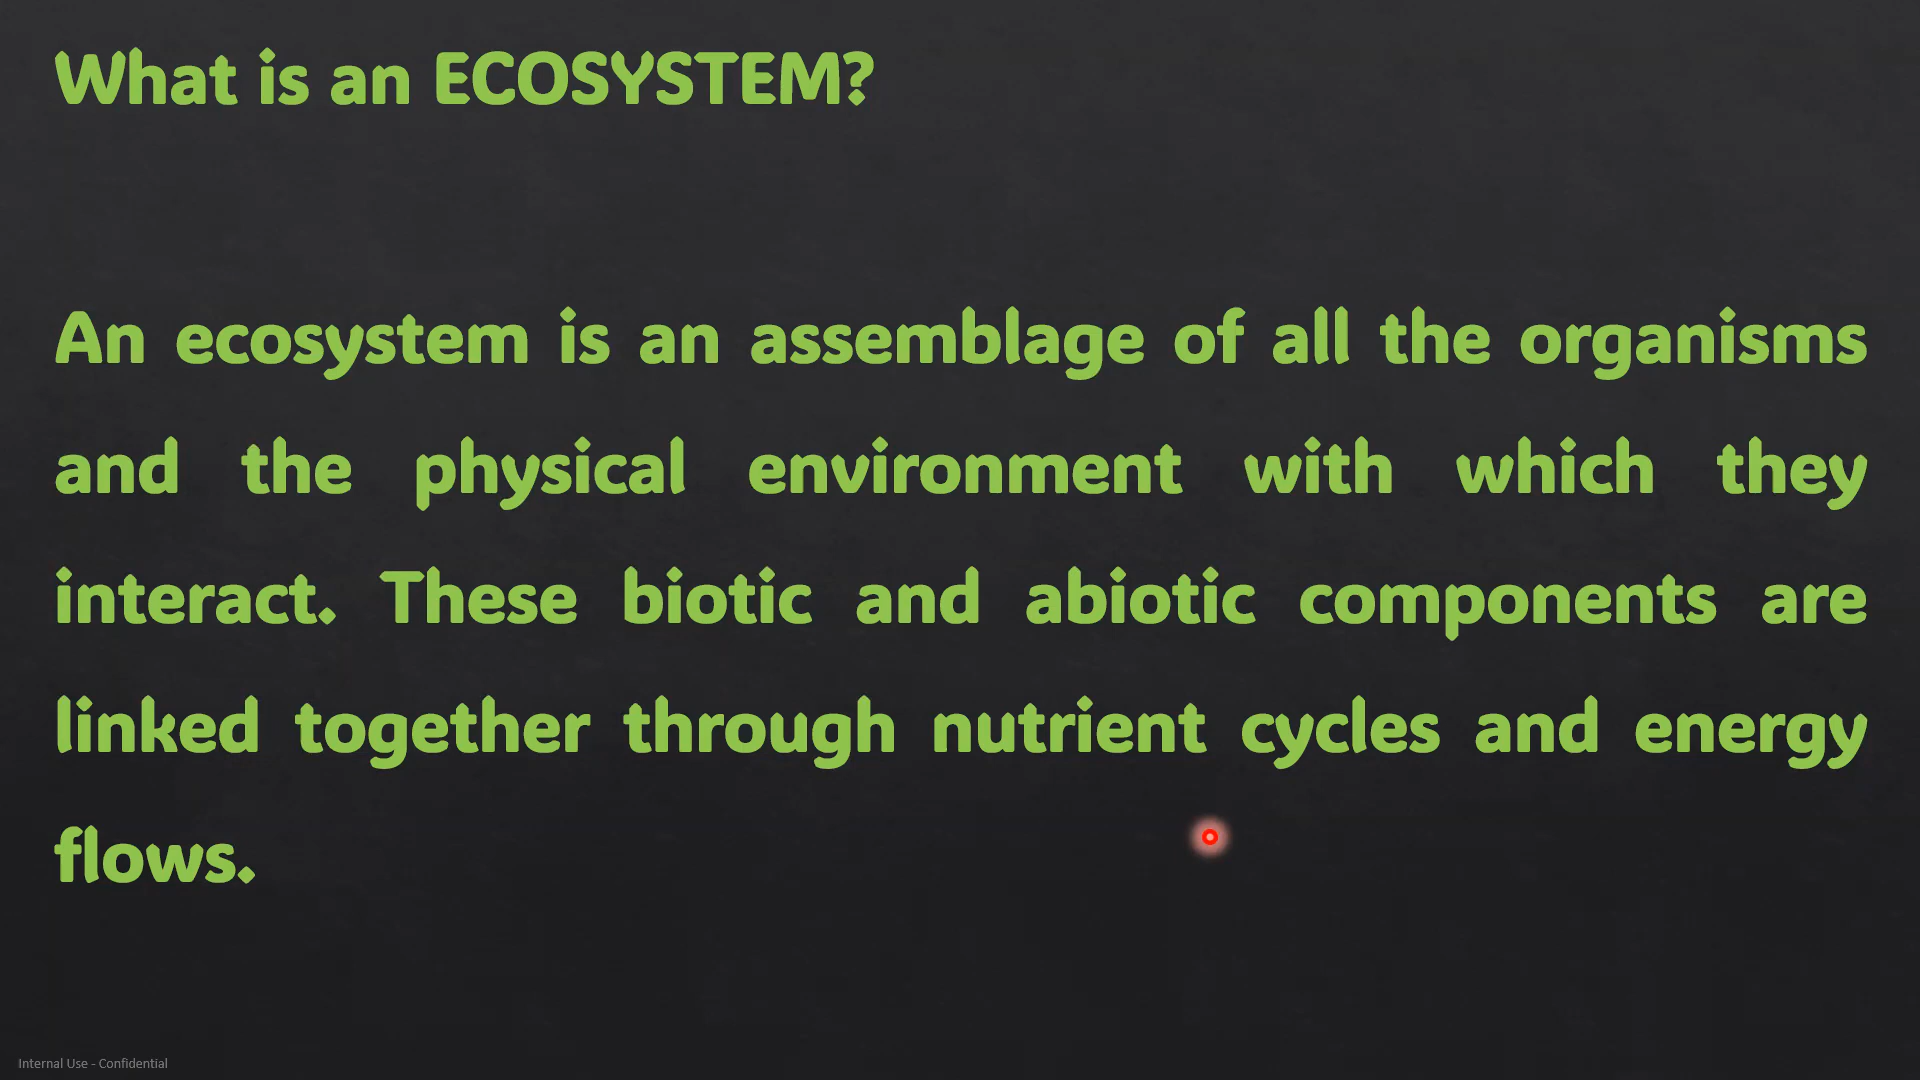 What is an ECOSYSTEM?
An ecosystem is an assemblage of all the organisms
and the physical environment with which they
interact. These biotic and abiotic components are
linked together through nutrient cycles and energy
flows.
Internal Use - Confidential